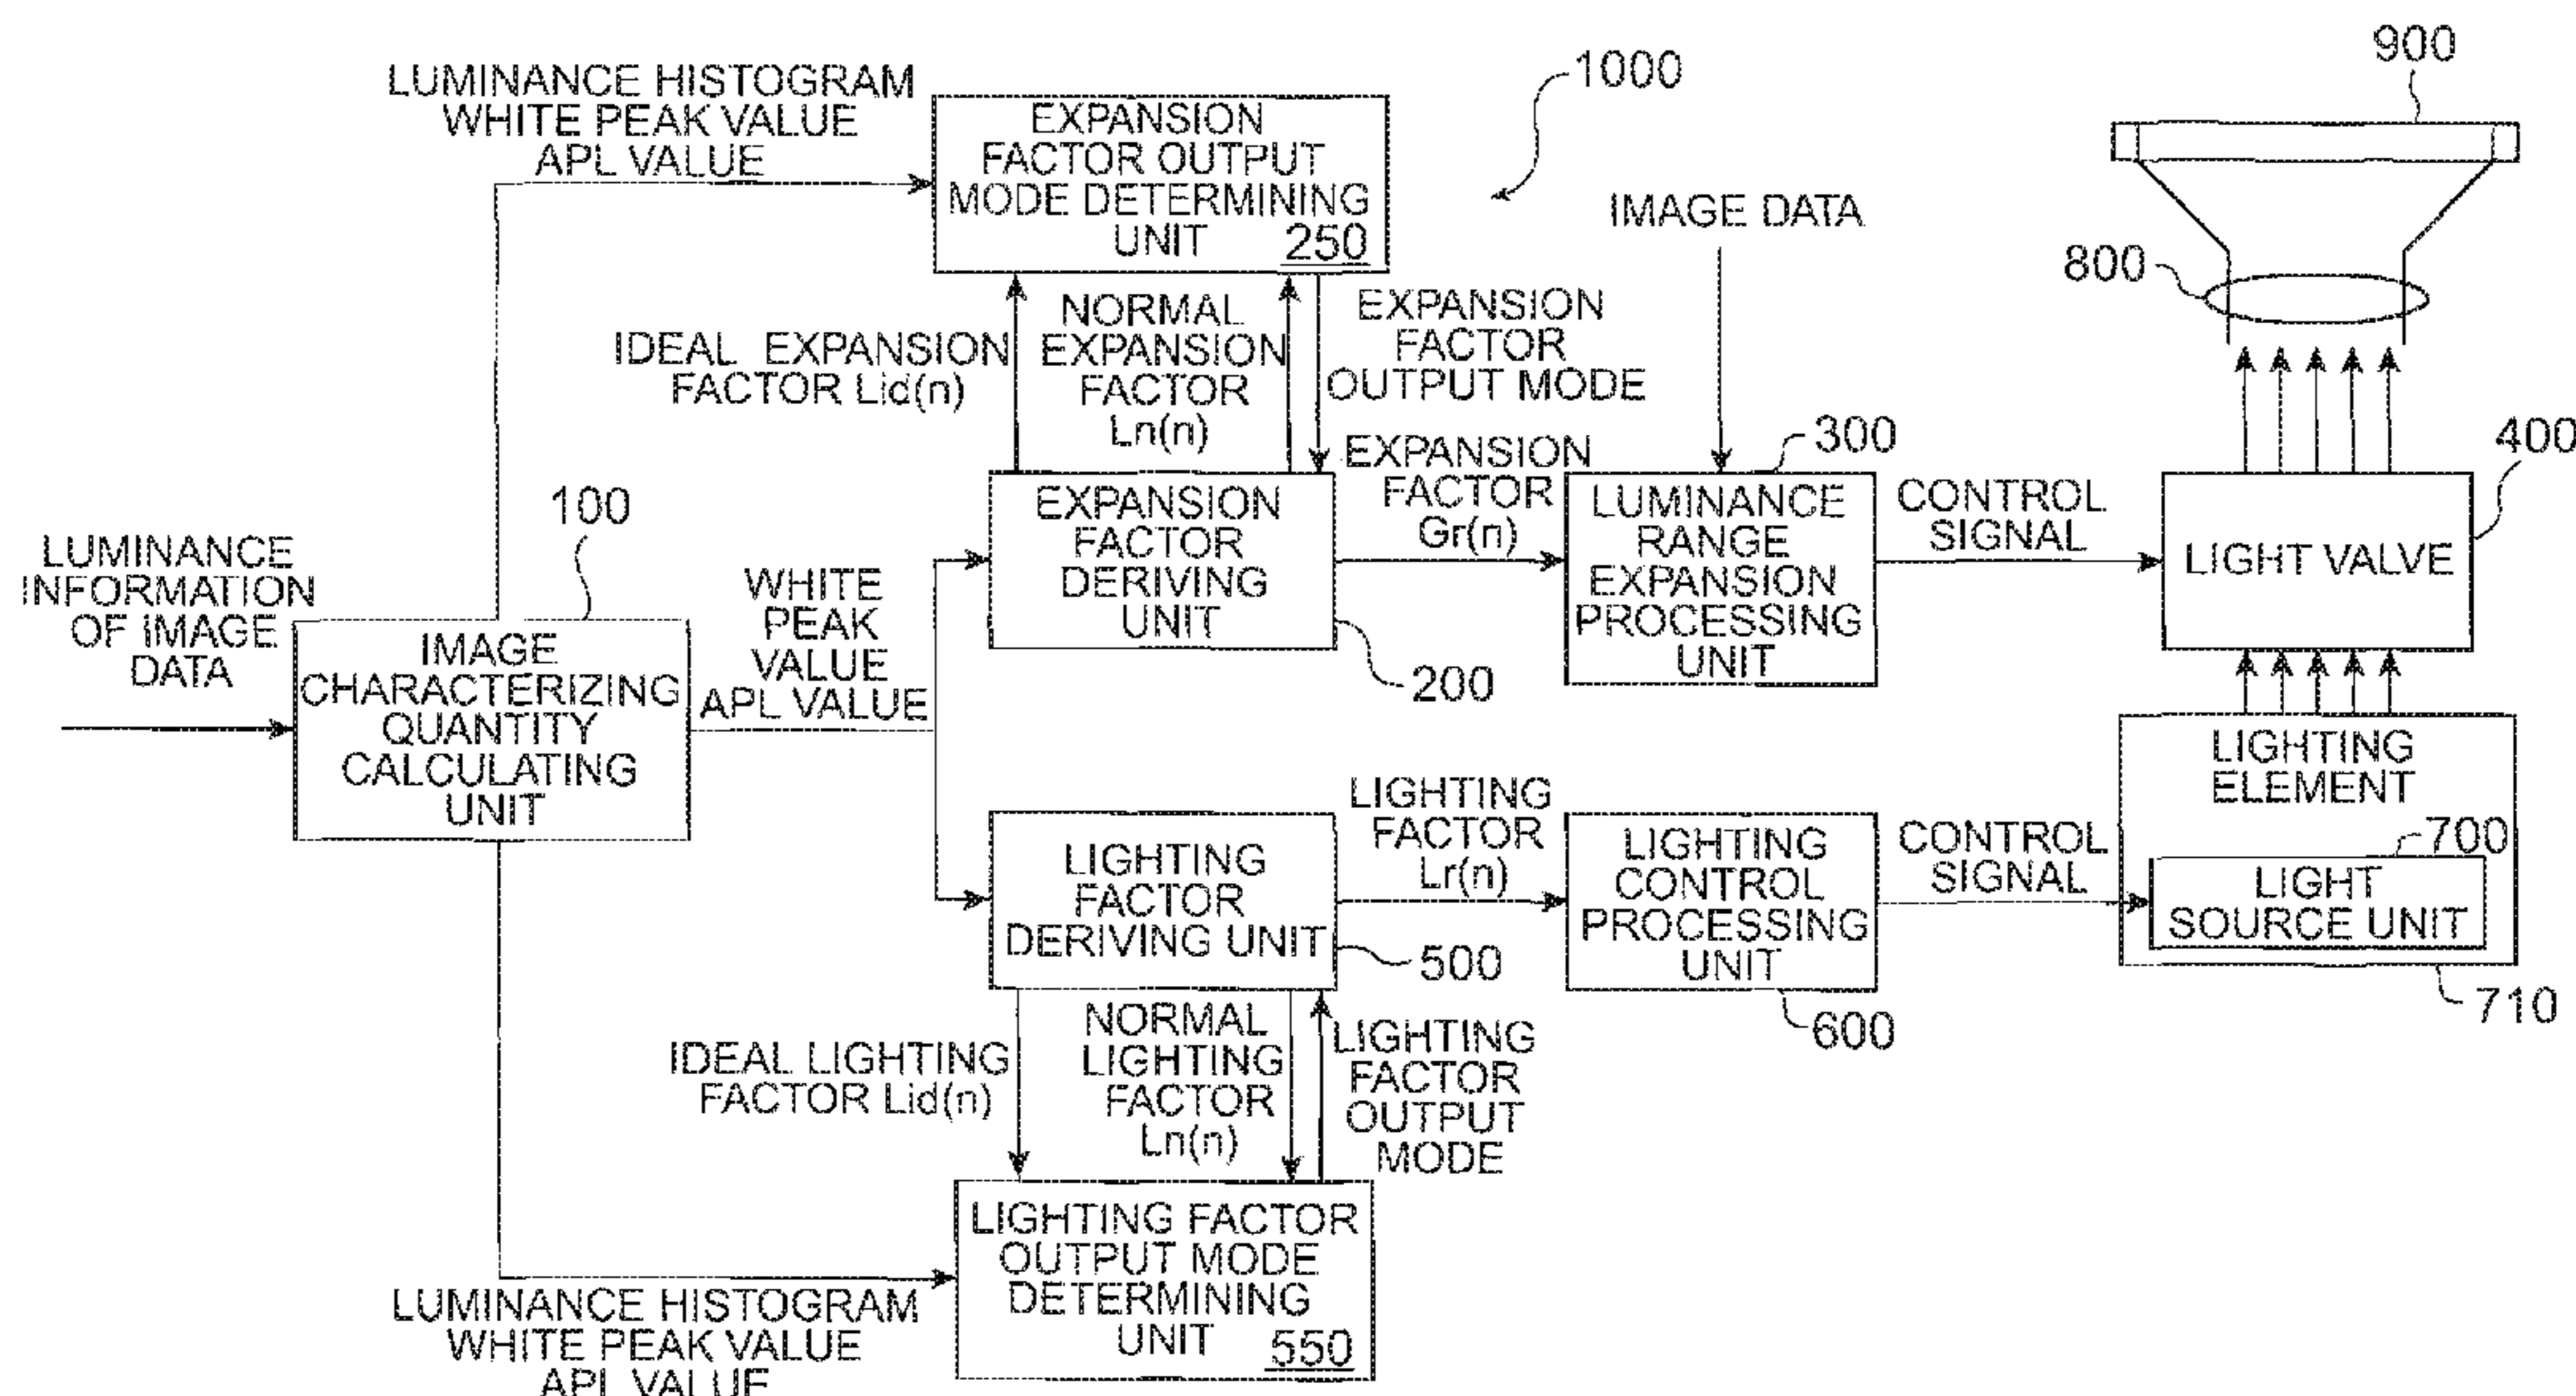 LUMINANCE HISTOGRAM
WHITE PEAK VALUE
APL VALUE
EXPANSION
FACTOR OUTPUT
MODE DETERMINING
UNIT 250
1000
900
IMAGE DATA
800
IDEAL EXPANSION
FACTOR Lid(n)
NORMAL
EXPANSION
FACTOR
Ln(n)
EXPANSION
FACTOR
OUTPUT MODE
LUMINANCE
INFORMATION
OF IMAGE
DATA
100
IMAGE
CHARACTERIZING
QUANTITY
CALCULATING
UNIT
WHITE
PEAK
VALUE
APL VALUE
EXPANSION
FACTOR
DERIVING
UNIT
200
EXPANSION
FACTOR
Gr(n)
300
LUMINANCE
RANGE
EXPANSION
PROCESSING
UNIT
CONTROL
SIGNAL
400
LIGHT VALVE
LIGHTING
FACTOR
DERIVING UNIT
500
LIGHTING
FACTOR
Lr(n)
LIGHTING
CONTROL
PROCESSING
UNIT
600
CONTROL
SIGNAL
LIGHTING
ELEMENT
700
LIGHT
SOURCE UNIT
710
IDEAL LIGHTING
FACTOR Lid(n)
NORMAL
LIGHTING
FACTOR
Ln(n)
LIGHTING
FACTOR
OUTPUT
MODE
LIGHTING FACTOR
OUTPUT MODE
DETERMINING
UNIT 550
LUMINANCE HISTOGRAM
WHITE PEAK VALUE
APL VALUE